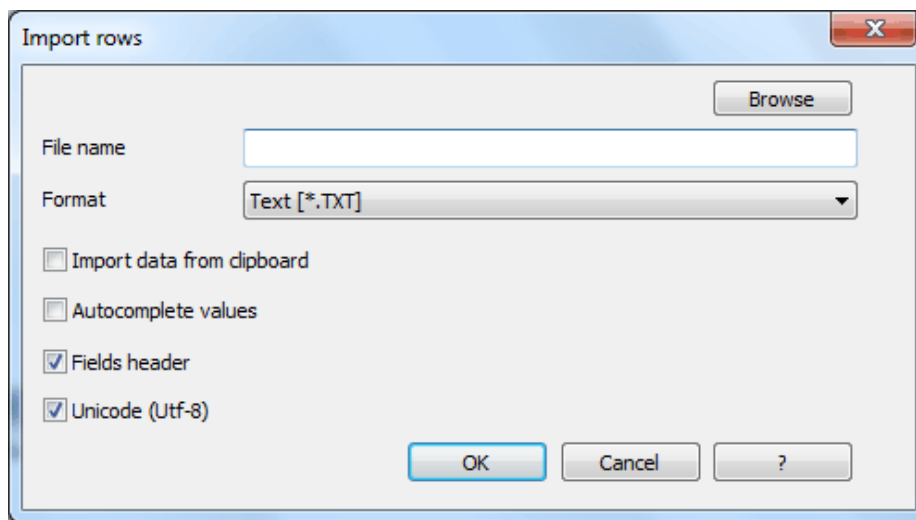 Import rows
Browse
File name
Format Text [*.TXT]
Import data from clipboard
Autocomplete values
Fields header
Unicode (Utf-8)
OK Cancel ?